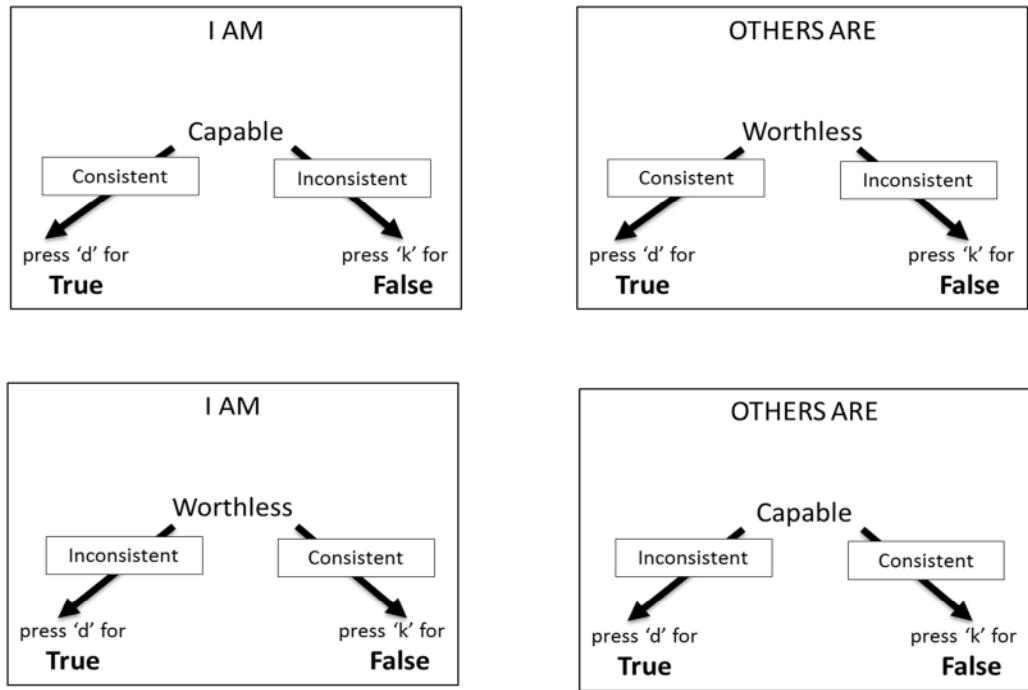 I AM
Capable
Consistent
Inconsistent
press ‘d’ for
True
press ‘k’ for
False
OTHERS ARE
Worthless
Consistent
Inconsistent
press ‘d’ for
True
press ‘k’ for
False
I AM
Worthless
Inconsistent
Consistent
press ‘d’ for
True
press ‘k’ for
False
OTHERS ARE
Capable
Inconsistent
Consistent
press ‘d’ for
True
press ‘k’ for
False